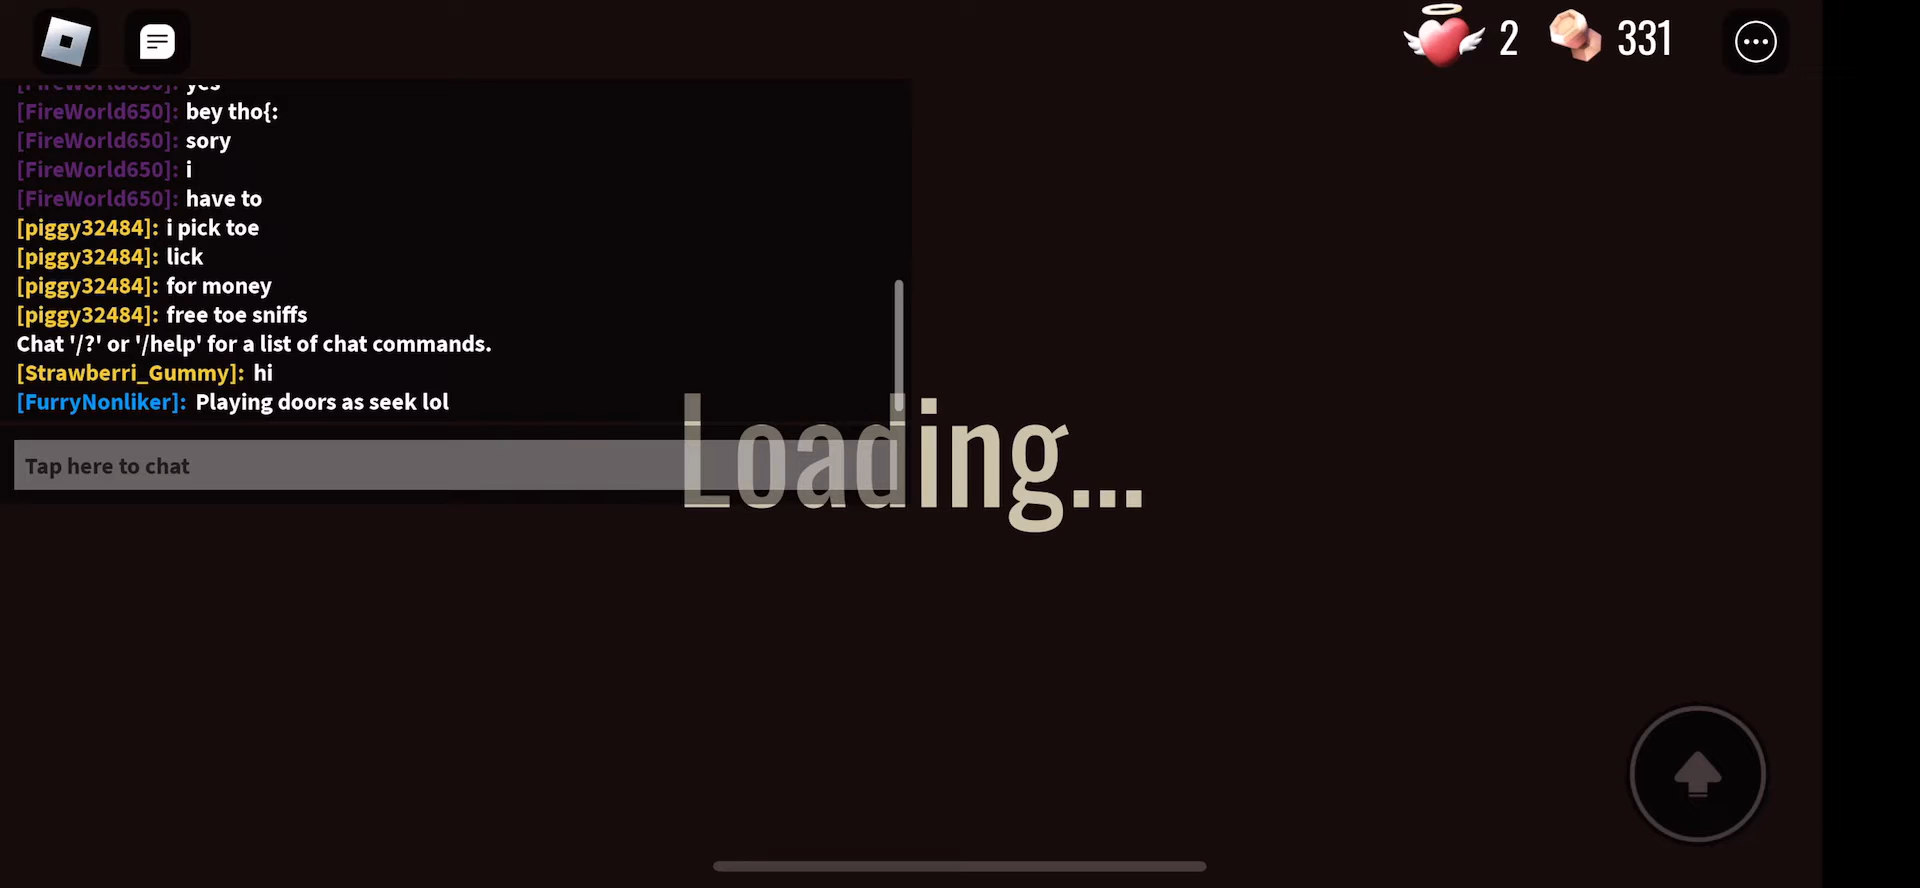 2 331
[FireWorld650]: yes
[FireWorld650]: bey tho{:
[FireWorld650]: sory
[FireWorld650]: i
[FireWorld650]: have to
[piggy32484]: i pick toe
[piggy32484]: lick
[piggy32484]: for money
[piggy32484]: free toe sniffs
Chat '/?' or '/help' for a list of chat commands.
[Strawberri_Gummy]: hi
[FurryNonliker]: Playing doors as seek lol
Tap here to chat
Loading...